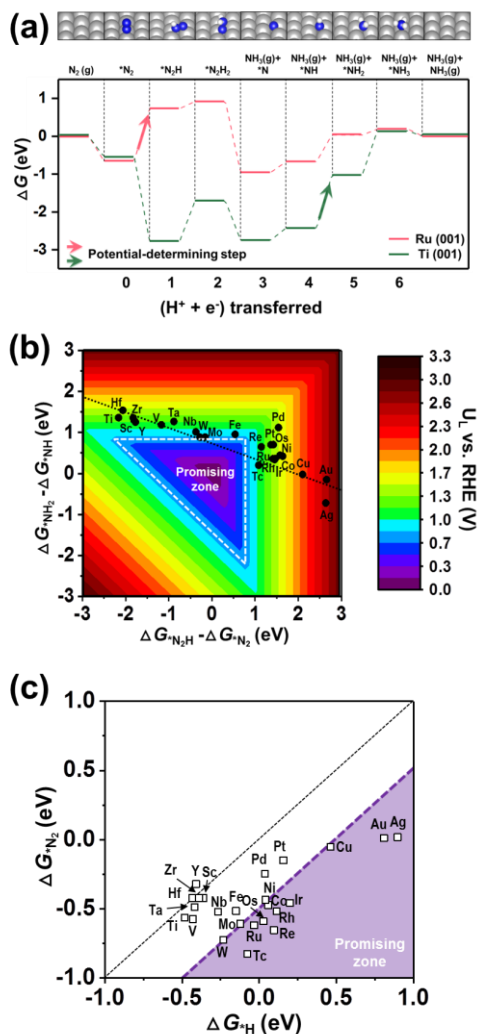 (a)
N2 (g) *N2 *N2H *N2H2 NH3(g)+ *N NH3(g)+ *NH NH3(g)+ *NH2 NH3(g)+ *NH3 NH3(g)+ NH3(g)
1
0
-1
-2
-3
ΔG (eV)
Potential-determining step
Ru (001)
Ti (001)
0 1 2 3 4 5 6
(H+ + e-) transferred
(b)
3
2
1
0
-1
-2
-3
ΔG*NH2 - ΔG*NH (eV)
Hf
Ti
Zr
Sc
Y
V
Ta
Nb
W
Mo
Fe
Re
Tc
Pd
Pt
Os
Ru
Rh
Ir
Ni
Co
Cu
Au
Ag
Promising
zone
-3 -2 -1 0 1 2 3
ΔG*N2H - ΔG*N2 (eV)
3.3
3.0
2.7
2.3
2.0
1.7
1.3
1.0
0.7
0.3
0.0
UL vs. RHE (V)
(c)
1.0
0.5
0.0
-0.5
-1.0
ΔG*N2 (eV)
Zr
Y
Sc
Hf
Ta
Ti
V
Nb
Fe
Mo
W
Os
Ru
Tc
Pd
Pt
Ni
Co
Ir
Rh
Re
Cu
Au
Ag
Promising
zone
-1.0 -0.5 0.0 0.5 1.0
ΔG*H (eV)